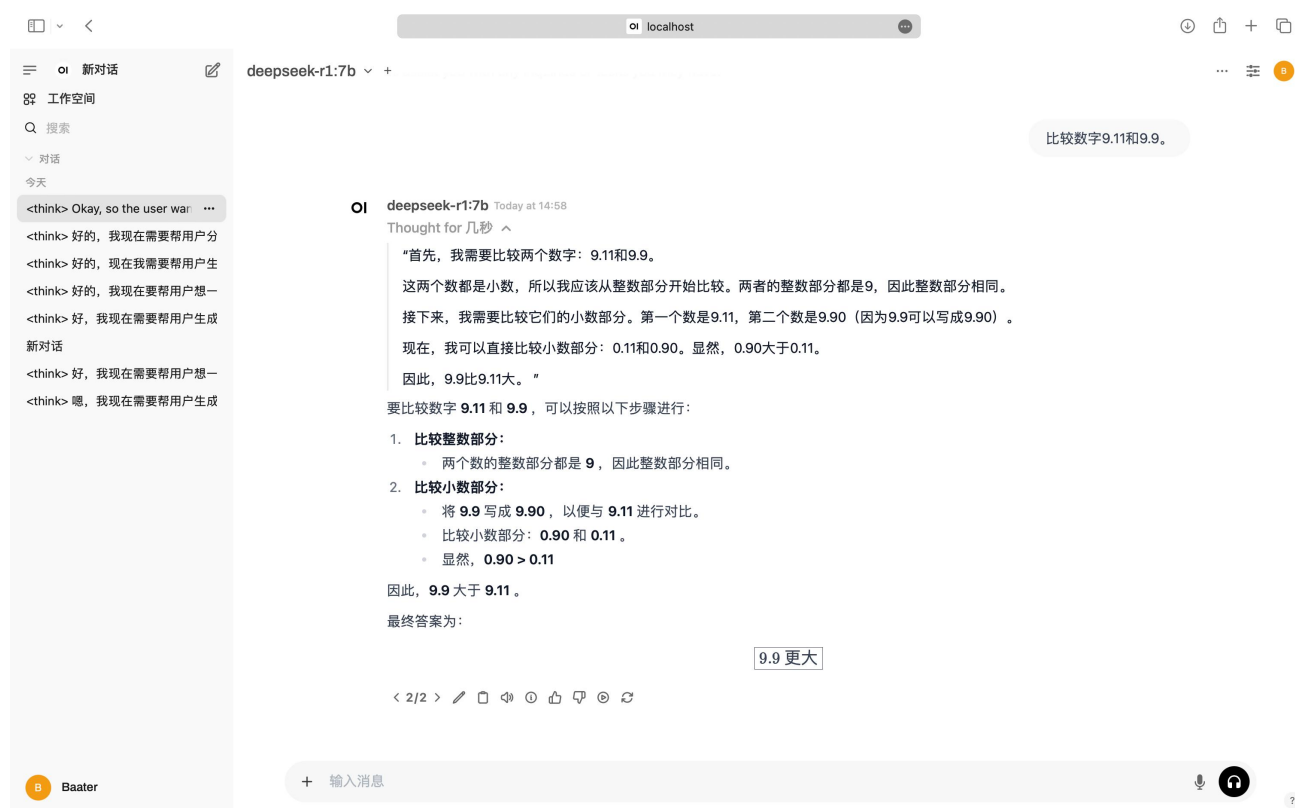 OI localhost
OI 新对话
工作空间
搜索
对话
今天
<think> Okay, so the user wan
<think> 好的，我现在需要帮用户分
<think> 好的，现在我需要帮用户生
<think> 好的，我现在要帮用户想一
<think> 好，我现在需要帮用户生成
新对话
<think> 好，我现在需要帮用户想一
<think> 嗯，我现在需要帮用户生成
B Baater
deepseek-r1:7b
B
比较数字9.11和9.9。
OI deepseek-r1:7b Today at 14:58
Thought for 几秒
"首先，我需要比较两个数字：9.11和9.9。
这两个数都是小数，所以我应该从整数部分开始比较。两者的整数部分都是9，因此整数部分相同。
接下来，我需要比较它们的小数部分。第一个数是9.11，第二个数是9.90（因为9.9可以写成9.90）。
现在，我可以直接比较小数部分：0.11和0.90。显然，0.90大于0.11。
因此，9.9比9.11大。"
要比较数字 9.11 和 9.9 ，可以按照以下步骤进行：
1. 比较整数部分：
两个数的整数部分都是 9 ，因此整数部分相同。
2. 比较小数部分：
将 9.9 写成 9.90 ，以便与 9.11 进行对比。
比较小数部分：0.90 和 0.11 。
显然，0.90 > 0.11
因此，9.9 大于 9.11 。
最终答案为：
9.9 更大
2/2
输入消息
?